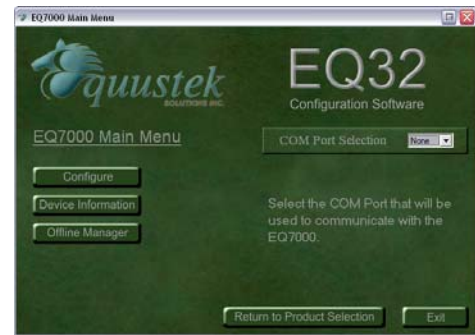 EQ7000 Main Menu
Equustek
SOLUTIONS INC.
EQ32
Configuration Software
EQ7000 Main Menu
COM Port Selection
None
Configure
Device Information
Offline Manager
Select the COM Port that will be
used to communicate with the
EQ7000.
Return to Product Selection
Exit